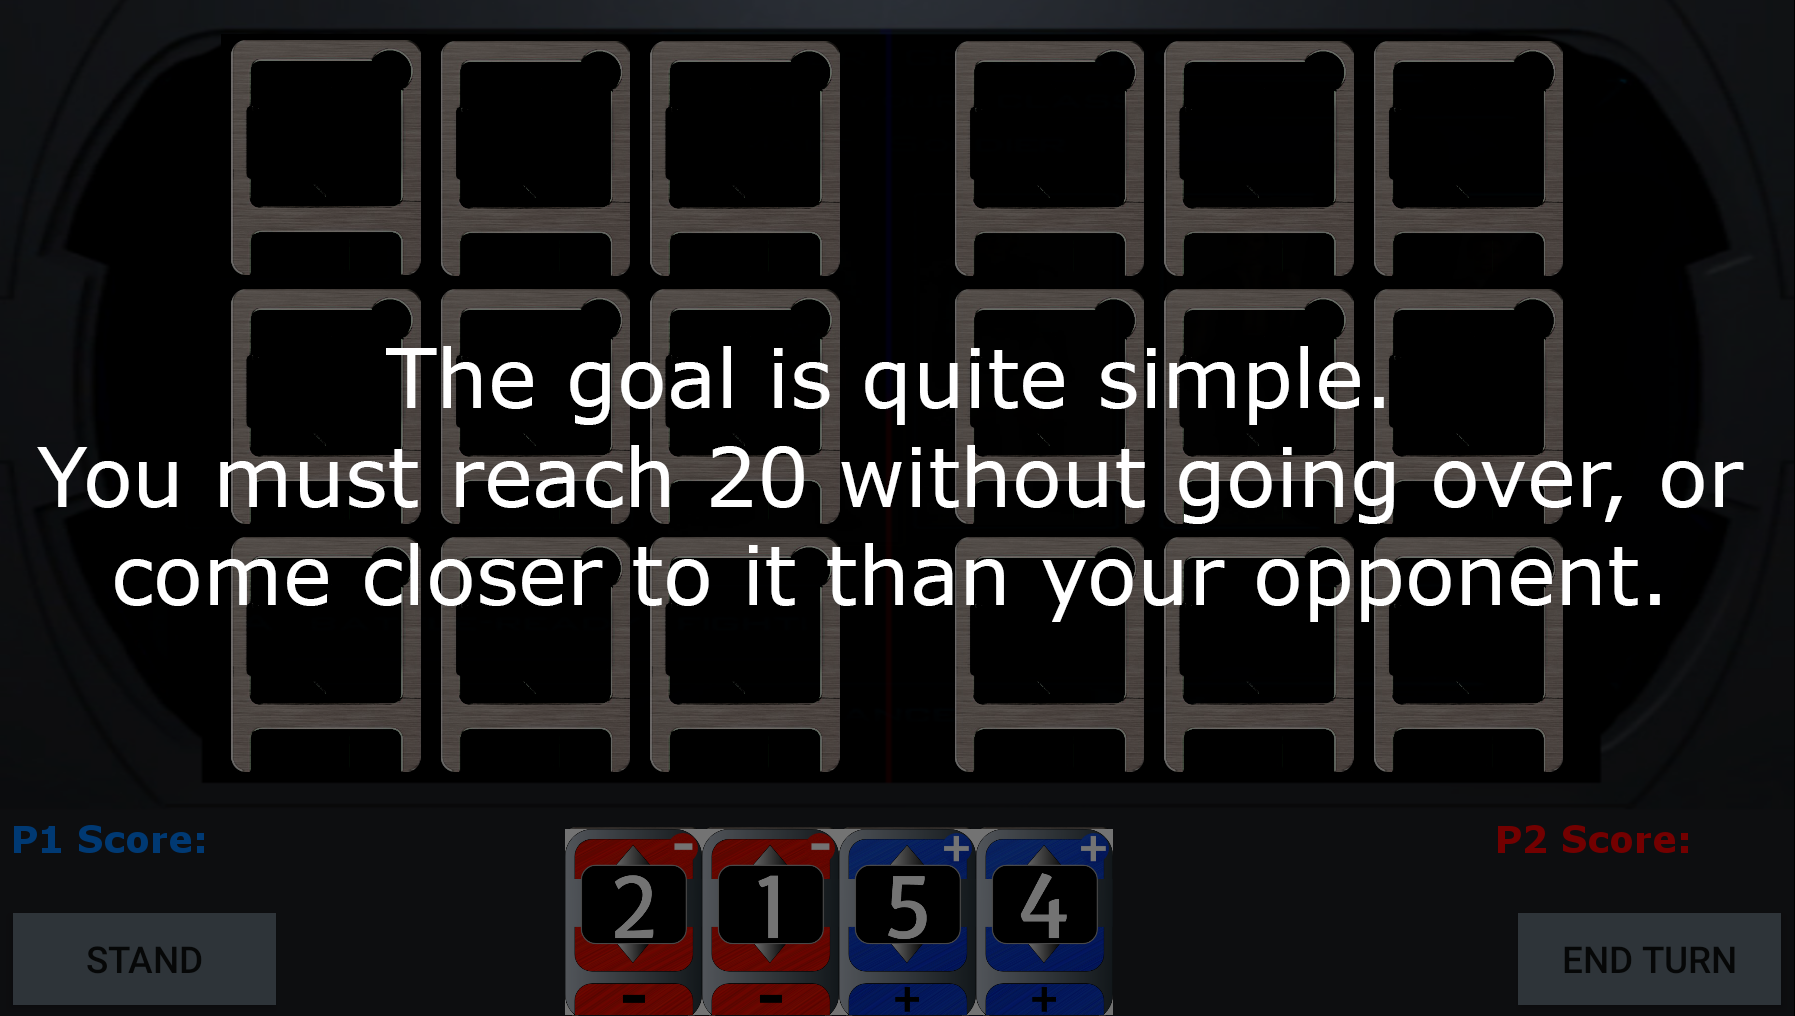 The goal is quite simple.
You must reach 20 without going over, or
come closer to it than your opponent.
P1 Score:
P2 Score:
- - + +
2 1 5 4
STAND
END TURN
- - + +